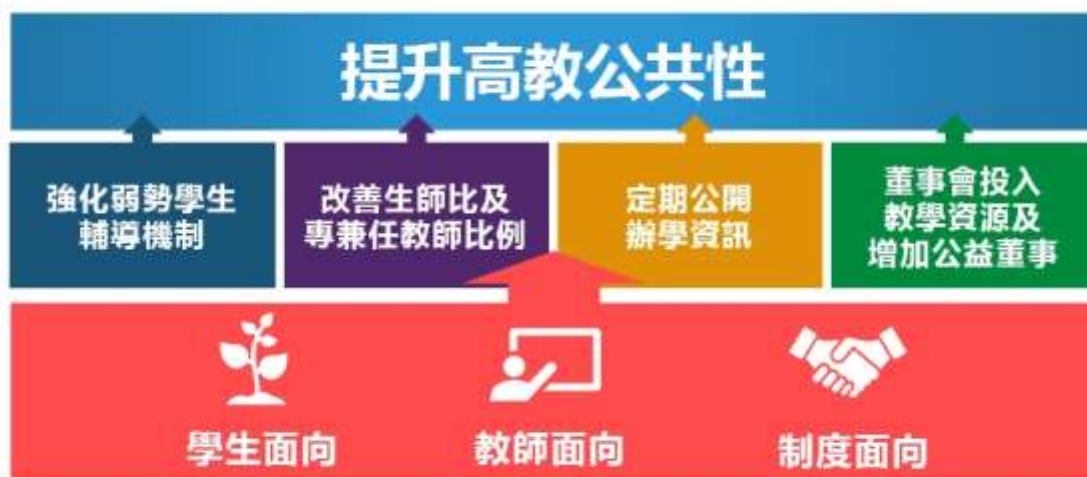 提升高教公共性
強化弱勢學生
輔導機制
改善生師比及
專兼任教師比例
定期公開
辦學資訊
董事會投入
教學資源及
增加公益董事
學生面向
教師面向
制度面向